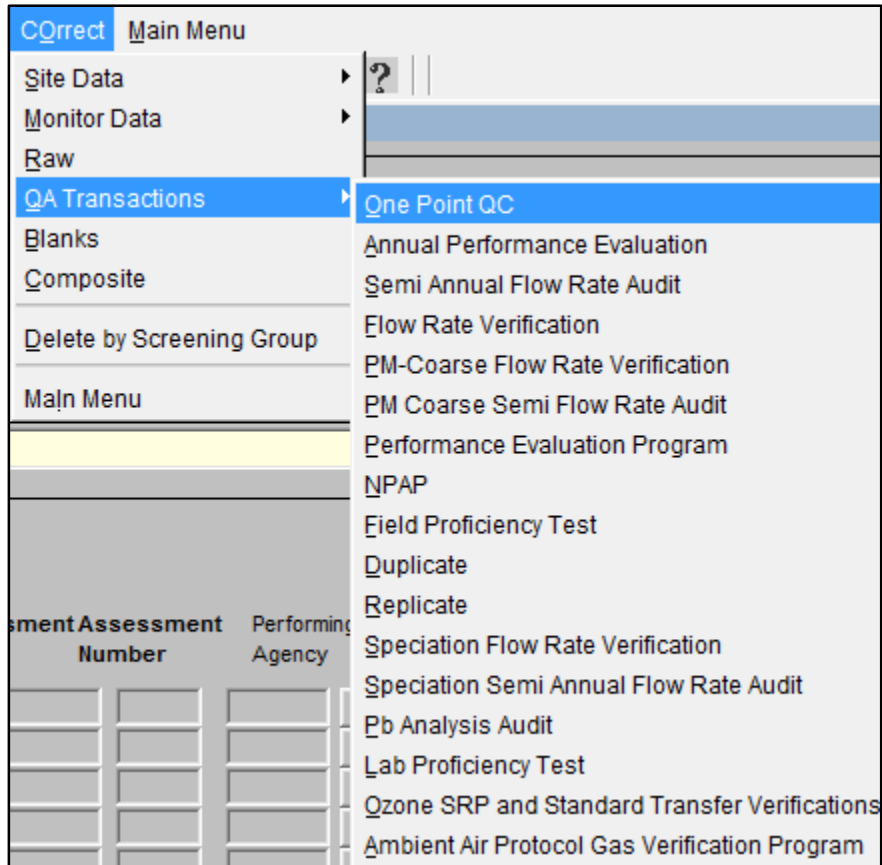 COrrect Main Menu
Site Data
Monitor Data
Raw
QA Transactions
Blanks
Composite
Delete by Screening Group
Main Menu
?
One Point QC
Annual Performance Evaluation
Semi Annual Flow Rate Audit
Flow Rate Verification
PM-Coarse Flow Rate Verification
PM Coarse Semi Flow Rate Audit
Performance Evaluation Program
NPAP
Field Proficiency Test
Duplicate
Replicate
Speciation Flow Rate Verification
Speciation Semi Annual Flow Rate Audit
Pb Analysis Audit
Lab Proficiency Test
Ozone SRP and Standard Transfer Verifications
Ambient Air Protocol Gas Verification Program
sment Assessment Performing
Number Agency